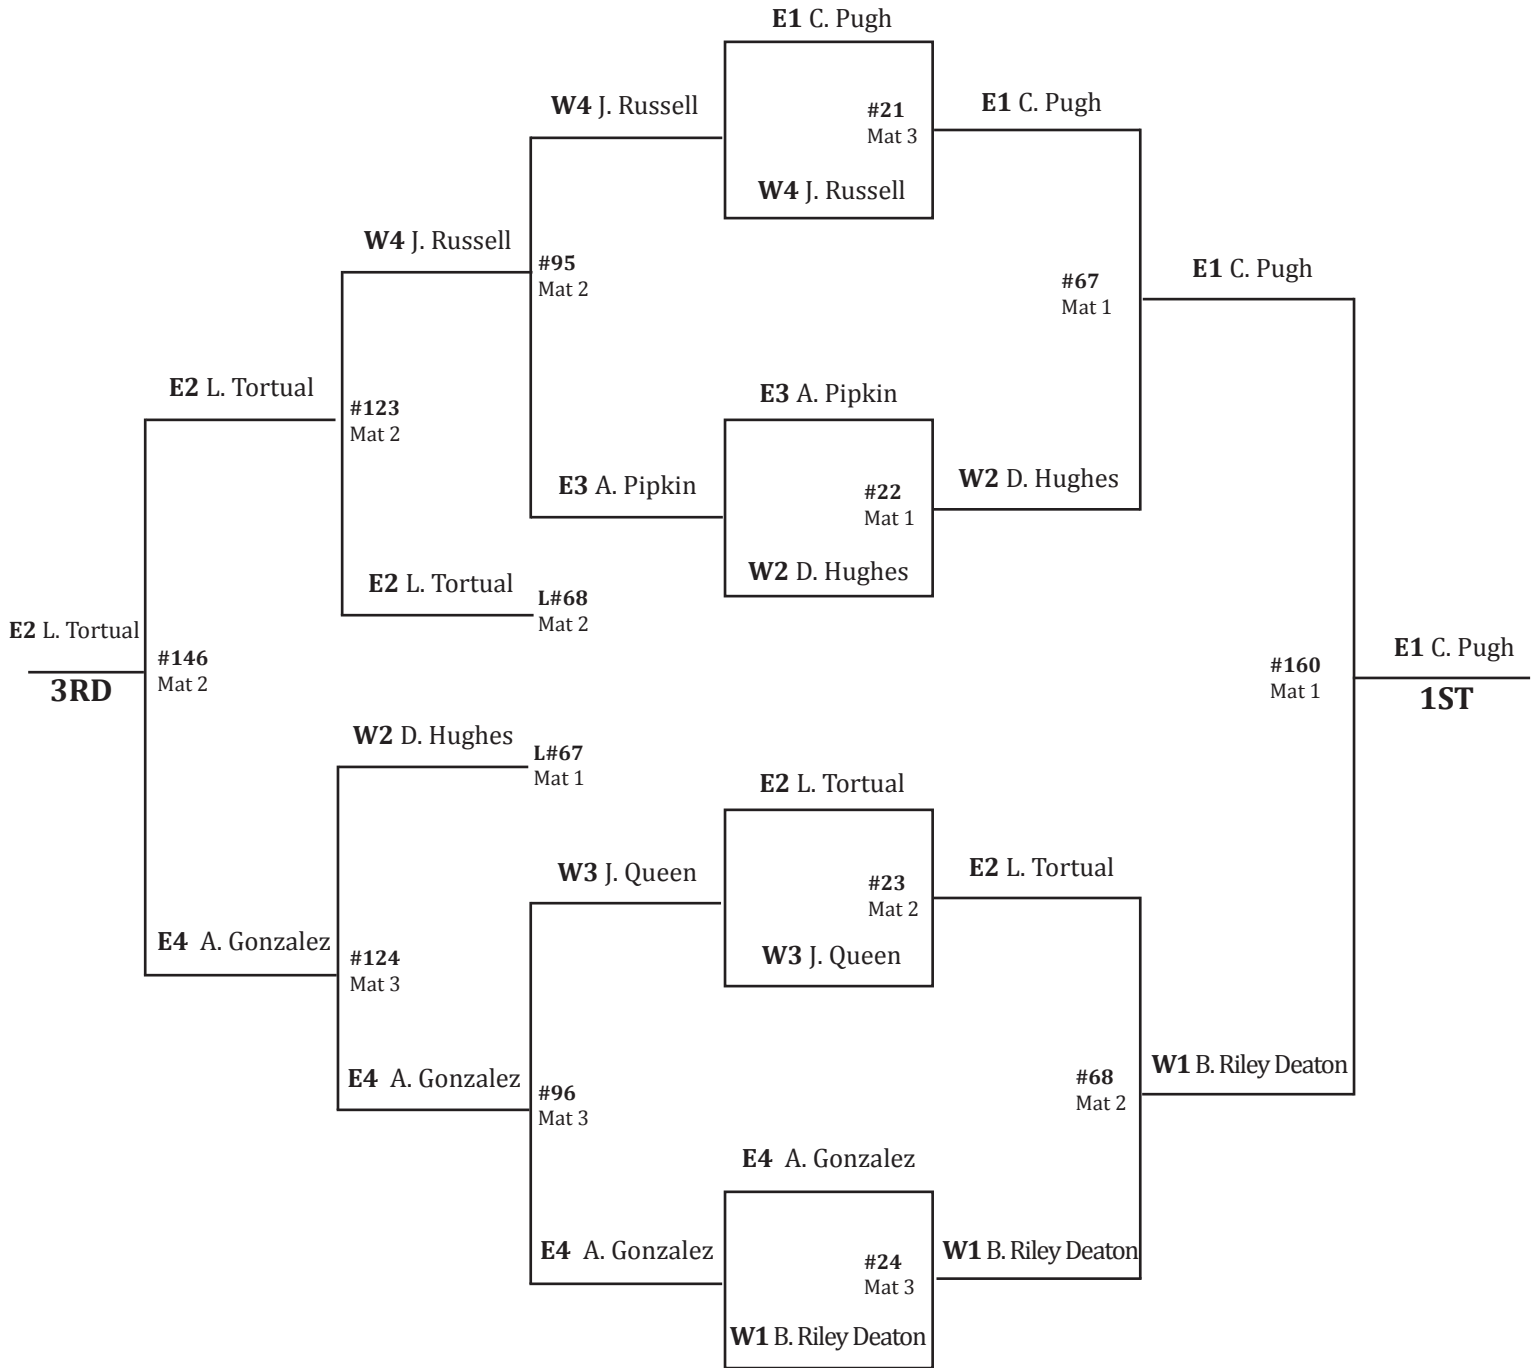 E1 C. Pugh
W4 J. Russell
#21
Mat 3
E1 C. Pugh
W4 J. Russell
W4 J. Russell
#95
Mat 2
#67
Mat 1
E1 C. Pugh
E2 L. Tortual
#123
Mat 2
E3 A. Pipkin
E3 A. Pipkin
#22
Mat 1
W2 D. Hughes
W2 D. Hughes
E2 L. Tortual
L#68
Mat 2
E2 L. Tortual
3RD
#146
Mat 2
#160
Mat 1
E1 C. Pugh
1ST
W2 D. Hughes
L#67
Mat 1
E2 L. Tortual
W3 J. Queen
#23
Mat 2
E2 L. Tortual
W3 J. Queen
E4 A. Gonzalez
#124
Mat 3
E4 A. Gonzalez
#96
Mat 3
#68
Mat 2
W1 B. Riley Deaton
E4 A. Gonzalez
E4 A. Gonzalez
#24
Mat 3
W1 B. Riley Deaton
W1 B. Riley Deaton